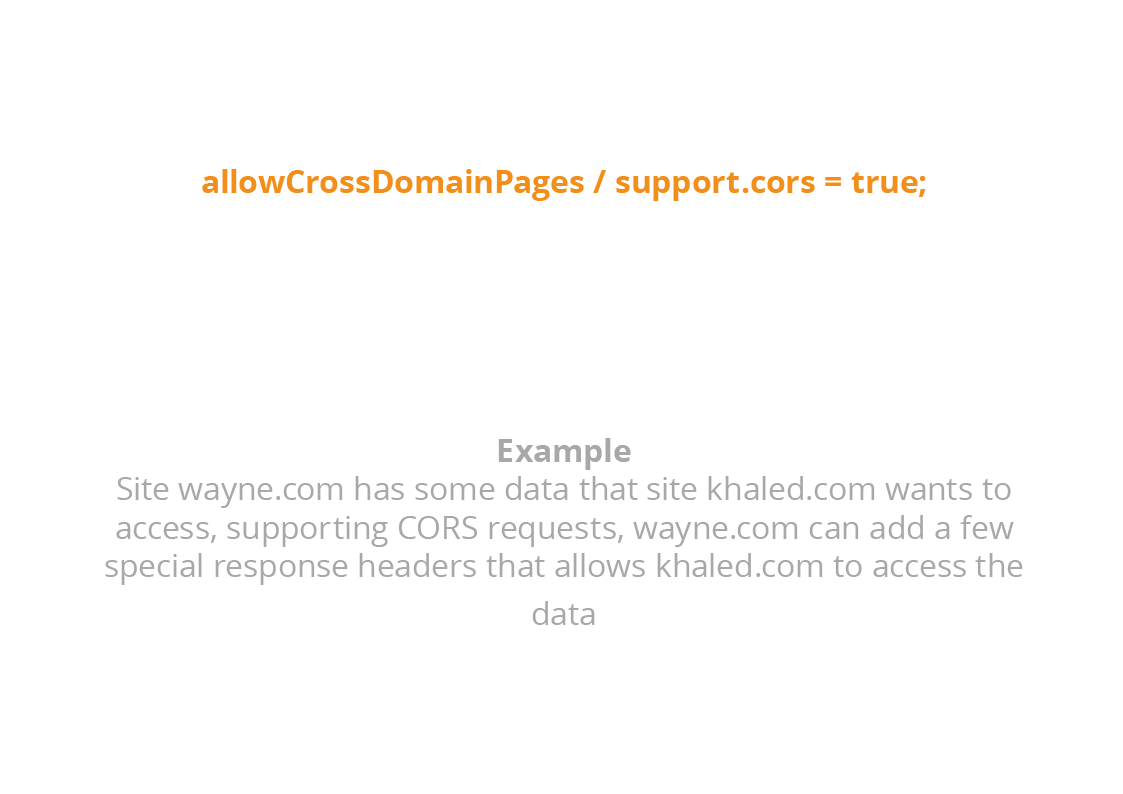 allowCrossDomainPages / support.cors = true;
Example
Site wayne.com has some data that site khaled.com wants to
access, supporting CORS requests, wayne.com can add a few
special response headers that allows khaled.com to access the
data